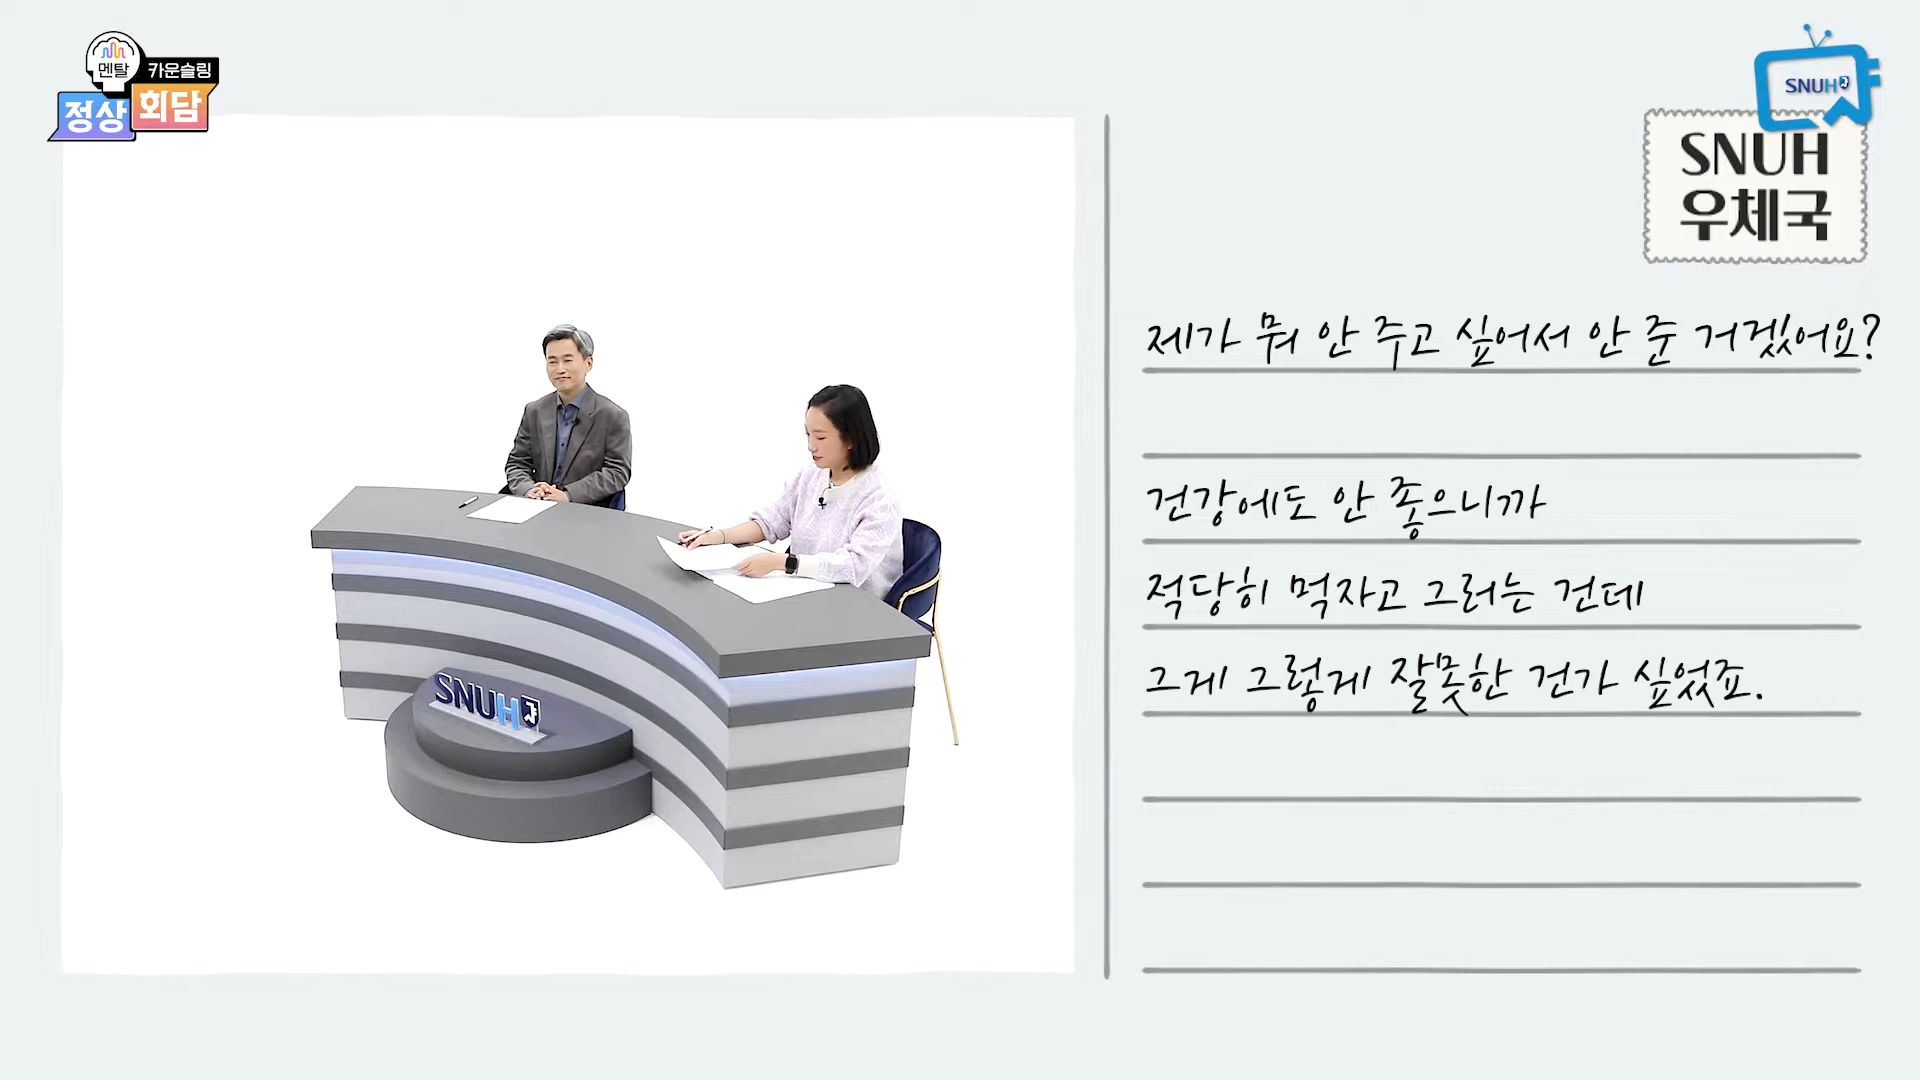 멘탈
카운슬링
정상
회담
SNUH
SNUH
우체국
제가 뭐 안 주고 싶어서 안 준 거겠어요?
건강에도 안 좋으니까
적당히 먹자고 그러는 건데
그게 그렇게 잘못한 건가 싶었죠.
SNUH